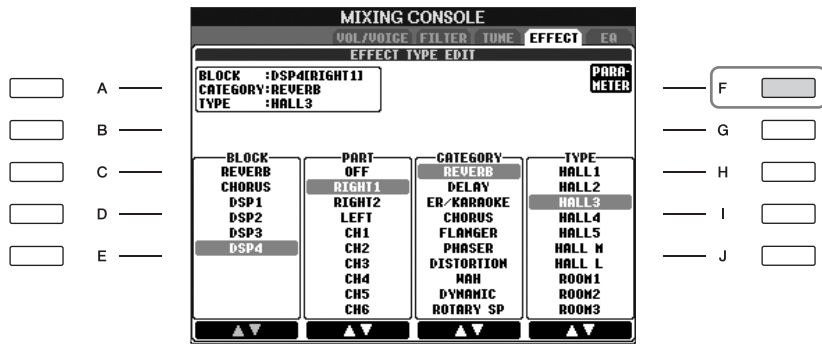 MIXING CONSOLE
VOL/VOICE FILTER TUNE EFFECT EQ
EFFECT TYPE EDIT
BLOCK :DSP4[RIGHT1]
CATEGORY:REVERB
TYPE :HALL3
PARA-
METER
A
B
C
D
E
F
G
H
I
J
BLOCK
REVERB
CHORUS
DSP1
DSP2
DSP3
DSP4
PART
OFF
RIGHT1
RIGHT2
LEFT
CH1
CH2
CH3
CH4
CH5
CH6
CATEGORY
REVERB
DELAY
ER/KARAOKE
CHORUS
FLANGER
PHASER
DISTORTION
WAH
DYNAMIC
ROTARY SP
TYPE
HALL1
HALL2
HALL3
HALL4
HALL5
HALL M
HALL L
ROOM1
ROOM2
ROOM3